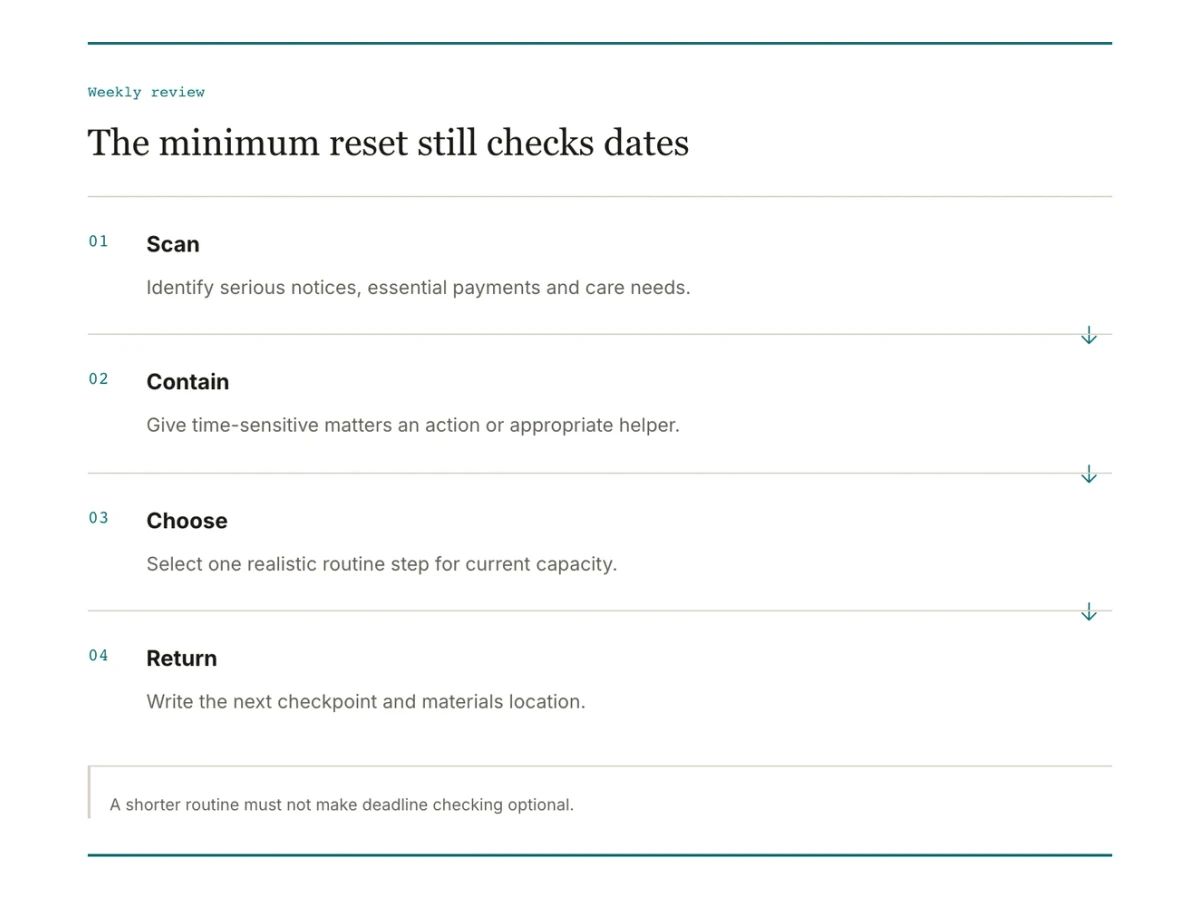 Weekly review
The minimum reset still checks dates
01
Scan
Identify serious notices, essential payments and care needs.
02
Contain
Give time-sensitive matters an action or appropriate helper.
03
Choose
Select one realistic routine step for current capacity.
04
Return
Write the next checkpoint and materials location.
A shorter routine must not make deadline checking optional.